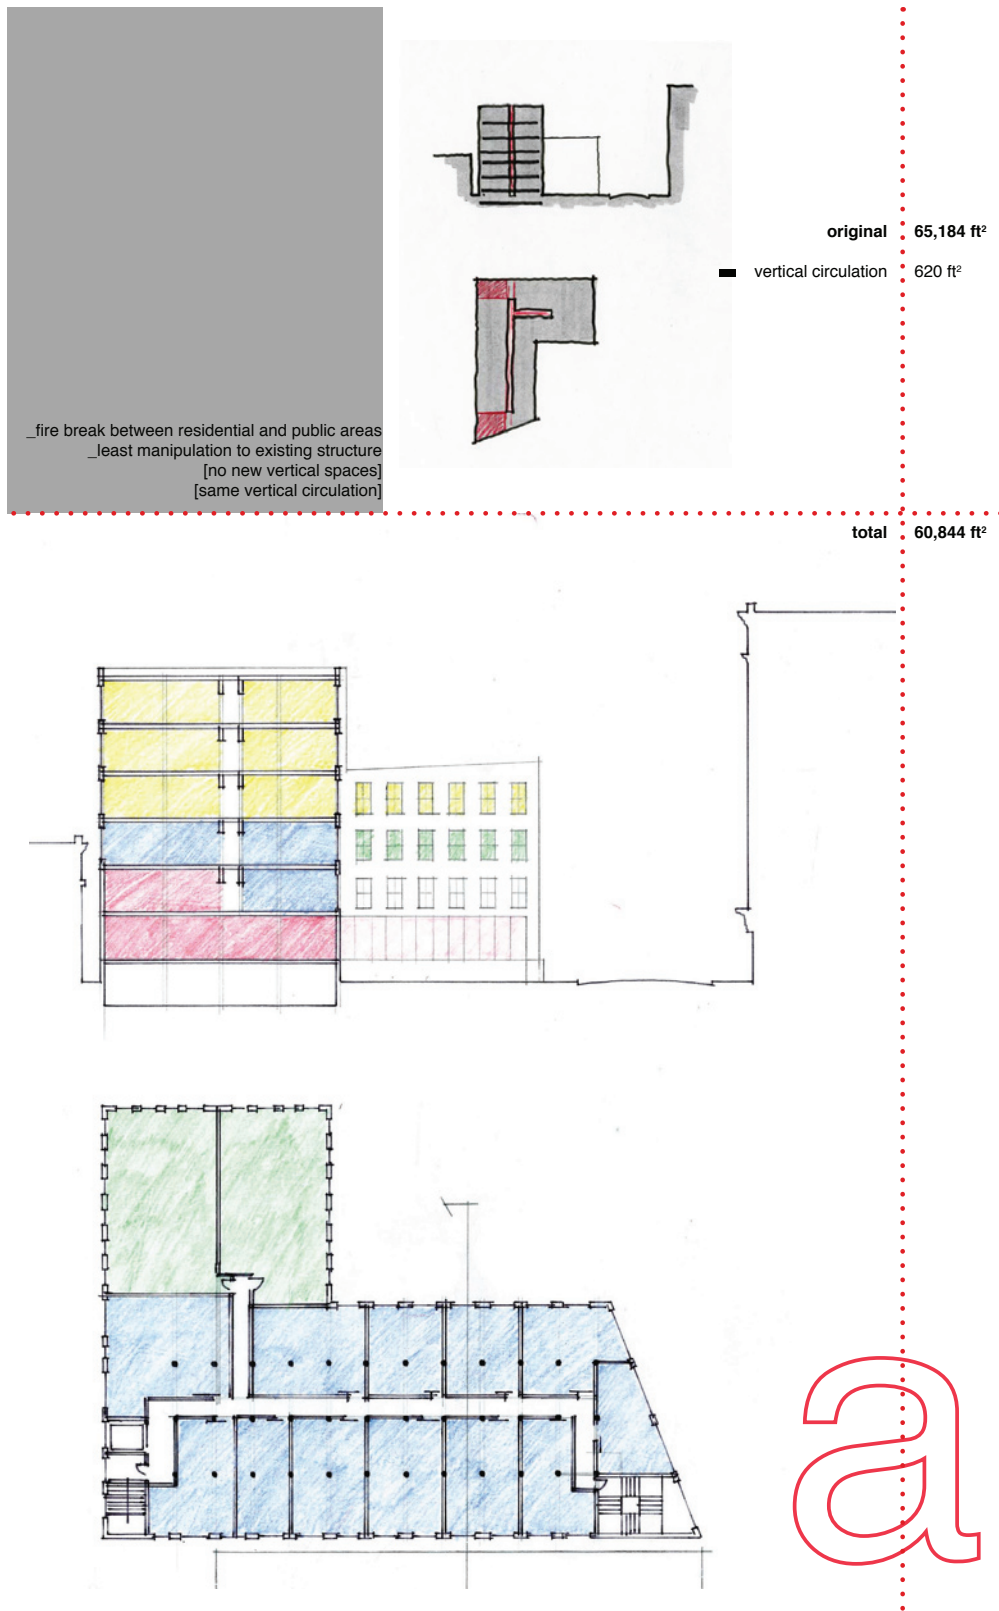 original 65,184 ft²
vertical circulation 620 ft²
_fire break between residential and public areas
_least manipulation to existing structure
[no new vertical spaces]
[same vertical circulation]
total 60,844 ft²
a